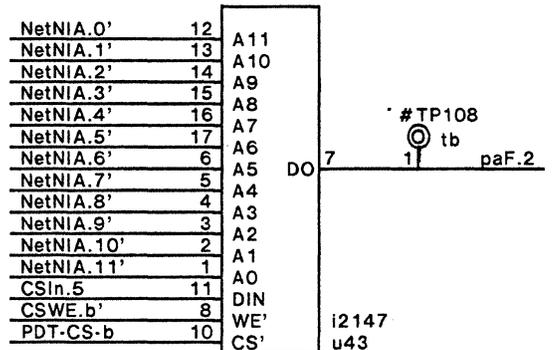 NetNIA.0' 12 A11
NetNIA.1' 13 A10
NetNIA.2' 14 A9
NetNIA.3' 15 A8
NetNIA.4' 16 A7
NetNIA.5' 17 A6
NetNIA.6' 6 A5
NetNIA.7' 5 A4
NetNIA.8' 4 A3
NetNIA.9' 3 A2
NetNIA.10' 2 A1
NetNIA.11' 1 A0
CSIn.5 11 DIN
CSWE.b' 8 WE'
PDT-CS-b 10 CS'
#TP108
tb
DO 7 1 paF.2
i2147
u43